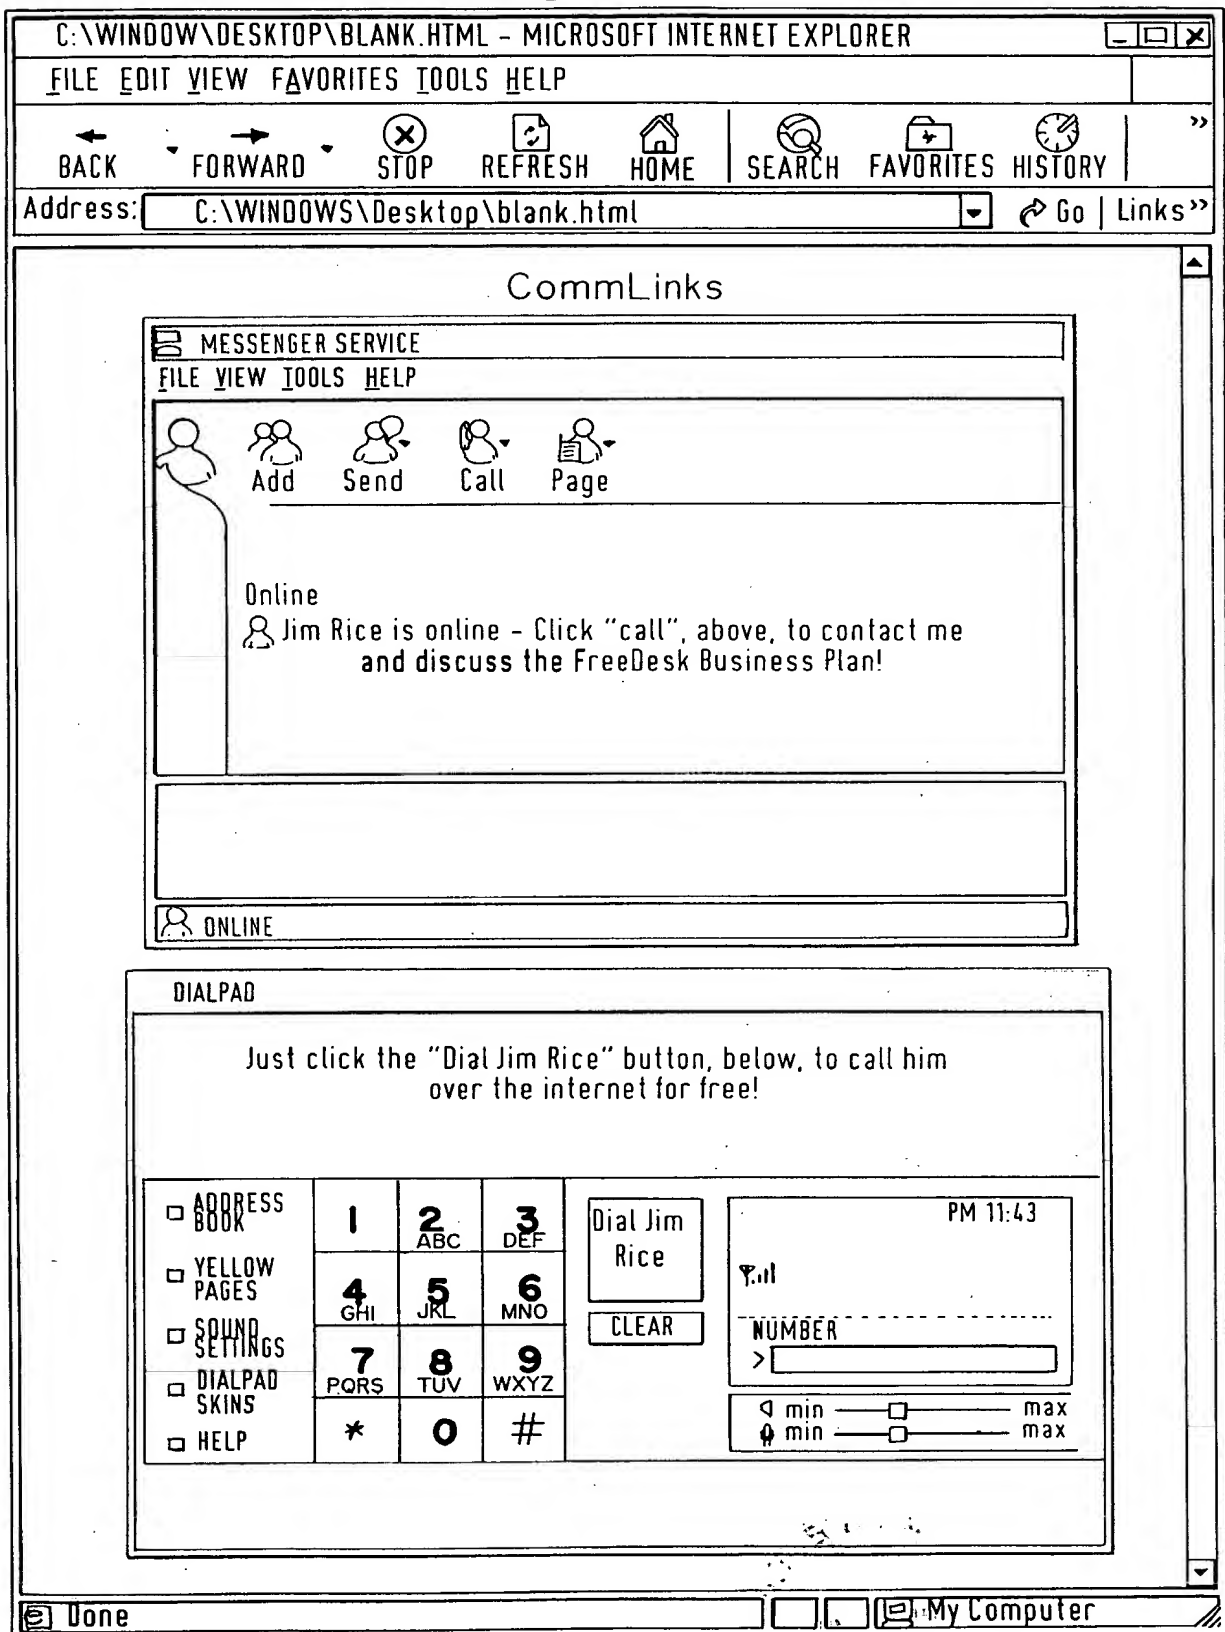 C:\WINDOW\DESKTOP\BLANK.HTML - MICROSOFT INTERNET EXPLORER
FILE EDIT VIEW FAVORITES TOOLS HELP
BACK FORWARD STOP REFRESH HOME SEARCH FAVORITES HISTORY »
Address: C:\WINDOWS\Desktop\blank.html Go Links»
CommLinks
MESSENGER SERVICE
FILE VIEW TOOLS HELP
Add Send Call Page
Online
Jim Rice is online - Click "call", above, to contact me
and discuss the FreeDesk Business Plan!
ONLINE
DIALPAD
Just click the "Dial Jim Rice" button, below, to call him
over the internet for free!
ADDRESS
BOOK
YELLOW
PAGES
SOUND
SETTINGS
DIALPAD
SKINS
HELP
1 2 3
ABC DEF
4 5 6
GHI JKL MNO
7 8 9
PQRS TUV WXYZ
* 0 #
Dial Jim
Rice
CLEAR
PM 11:43
NUMBER
>
min max
min max
Done My Computer